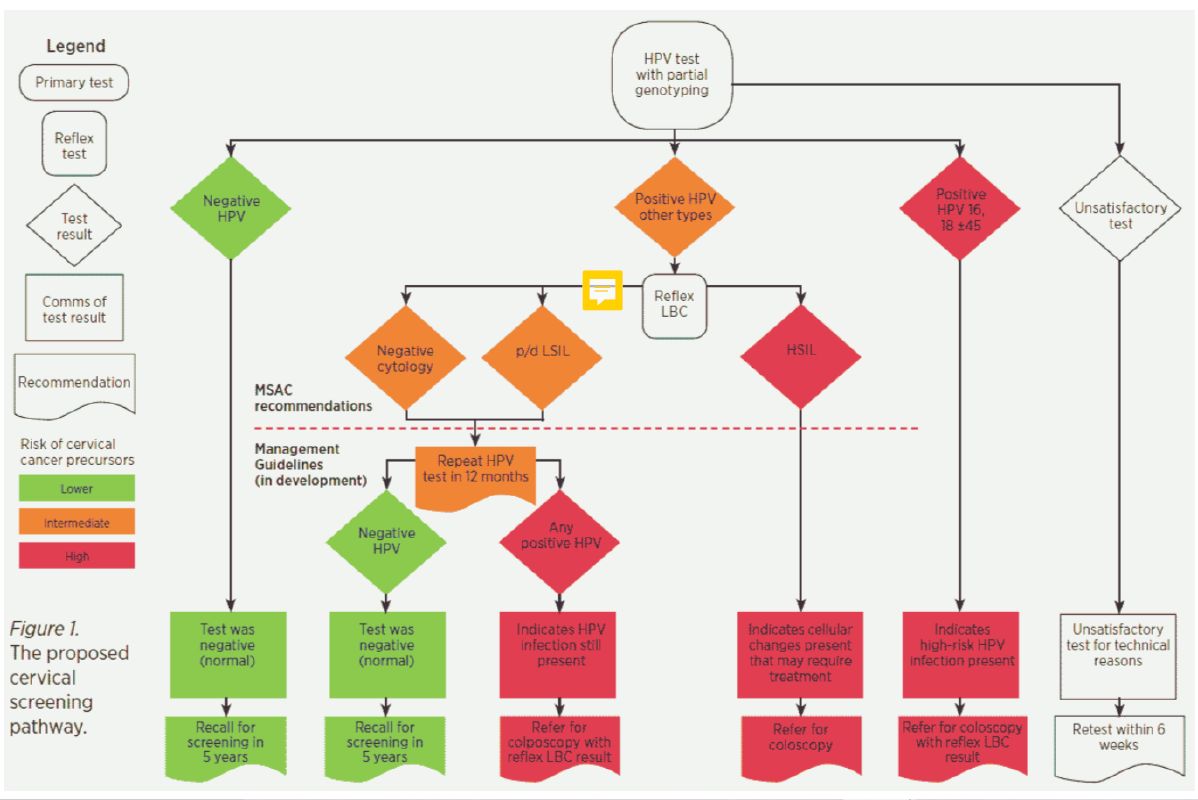 Legend
Primary test
Reflex
test
Test
result
Comms of
test result
Recommendation
Risk of cervical
cancer precursors
Lower
Intermediate
High
Figure 1.
The proposed
cervical
screening
pathway.
HPV test
with partial
genotyping
Negative
HPV
Positive HPV
other types
Positive
HPV 16,
18 ±45
Unsatisfactory
test
Reflex
LBC
Negative
cytology
p/d LSIL
HSIL
MSAC
recommendations
Management
Guidelines
(in development)
Repeat HPV
test in 12 months
Negative
HPV
Any
positive HPV
Test was
negative
(normal)
Test was
negative
(normal)
Indicates HPV
infection still
present
Indicates cellular
changes present
that may require
treatment
Indicates
high-risk HPV
infection present
Unsatisfactory
test for technical
reasons
Recall for
screening in
5 years
Recall for
screening in
5 years
Refer for
colposcopy with
reflex LBC result
Refer for
coloscopy
Refer for coloscopy
with reflex LBC
result
Retest within 6
weeks